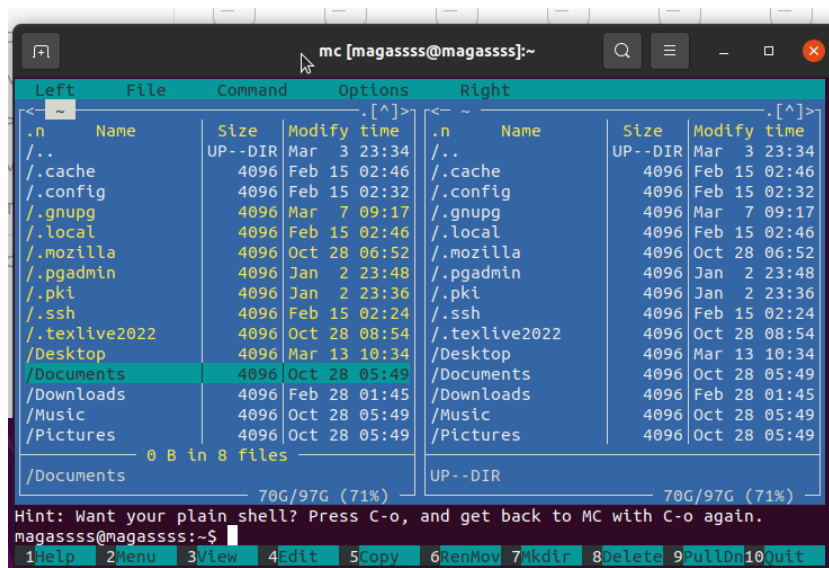 mc [magassss@magassss]:~
Left File Command Options Right
<— ~ .[^]> <— ~ .[^]>
.n Name Size Modify time .n Name Size Modify time
/.. UP--DIR Mar 3 23:34 /.. UP--DIR Mar 3 23:34
/.cache 4096 Feb 15 02:46 /.cache 4096 Feb 15 02:46
/.config 4096 Feb 15 02:32 /.config 4096 Feb 15 02:32
/.gnupg 4096 Mar 7 09:17 /.gnupg 4096 Mar 7 09:17
/.local 4096 Feb 15 02:46 /.local 4096 Feb 15 02:46
/.mozilla 4096 Oct 28 06:52 /.mozilla 4096 Oct 28 06:52
/.pgadmin 4096 Jan 2 23:48 /.pgadmin 4096 Jan 2 23:48
/.pki 4096 Jan 2 23:36 /.pki 4096 Jan 2 23:36
/.ssh 4096 Feb 15 02:24 /.ssh 4096 Feb 15 02:24
/.texlive2022 4096 Oct 28 08:54 /.texlive2022 4096 Oct 28 08:54
/Desktop 4096 Mar 13 10:34 /Desktop 4096 Mar 13 10:34
/Documents 4096 Oct 28 05:49 /Documents 4096 Oct 28 05:49
/Downloads 4096 Feb 28 01:45 /Downloads 4096 Feb 28 01:45
/Music 4096 Oct 28 05:49 /Music 4096 Oct 28 05:49
/Pictures 4096 Oct 28 05:49 /Pictures 4096 Oct 28 05:49
0 B in 8 files
/Documents UP--DIR
70G/97G (71%) 70G/97G (71%)
Hint: Want your plain shell? Press C-o, and get back to MC with C-o again.
magassss@magassss:~$
1Help 2Menu 3View 4Edit 5Copy 6RenMov 7Mkdir 8Delete 9PullDn 10Quit